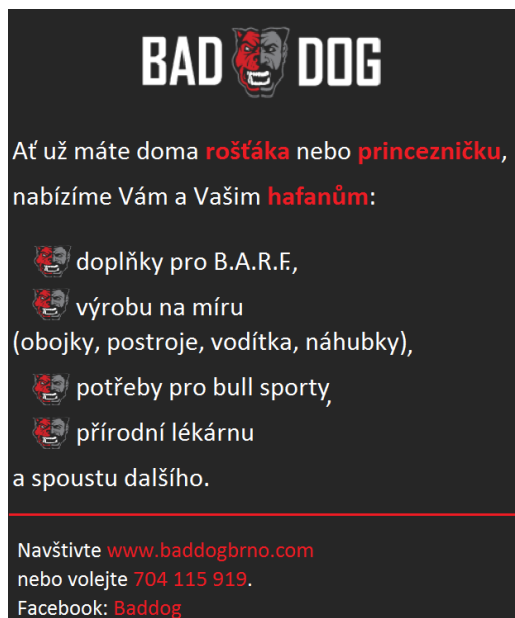 BAD DOG
Ať už máte doma rošťáka nebo princezničku,
nabízíme Vám a Vašim hafanům:
doplňky pro B.A.R.F.,
výrobu na míru
(obojky, postroje, vodítka, náhubky),
potřeby pro bull sporty,
přírodní lékárnu
a spoustu dalšího.
Navštivte www.baddogbrno.com
nebo volejte 704 115 919.
Facebook: Baddog